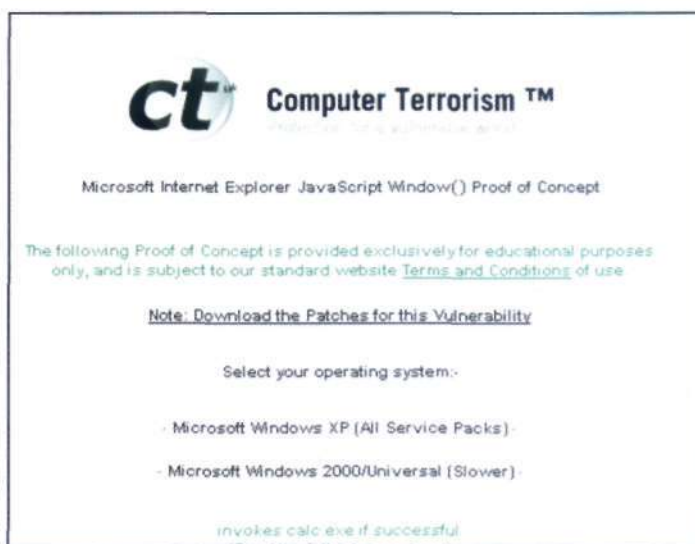 ct
Computer Terrorism ™
Microsoft Internet Explorer JavaScript Window() Proof of Concept
The following Proof of Concept is provided exclusively for educational purposes
only, and is subject to our standard website Terms and Conditions of use
Note: Download the Patches for this Vulnerability
Select your operating system:-
- Microsoft Windows XP (All Service Packs) -
- Microsoft Windows 2000/Universal (Slower) -
invokes calc.exe if successful